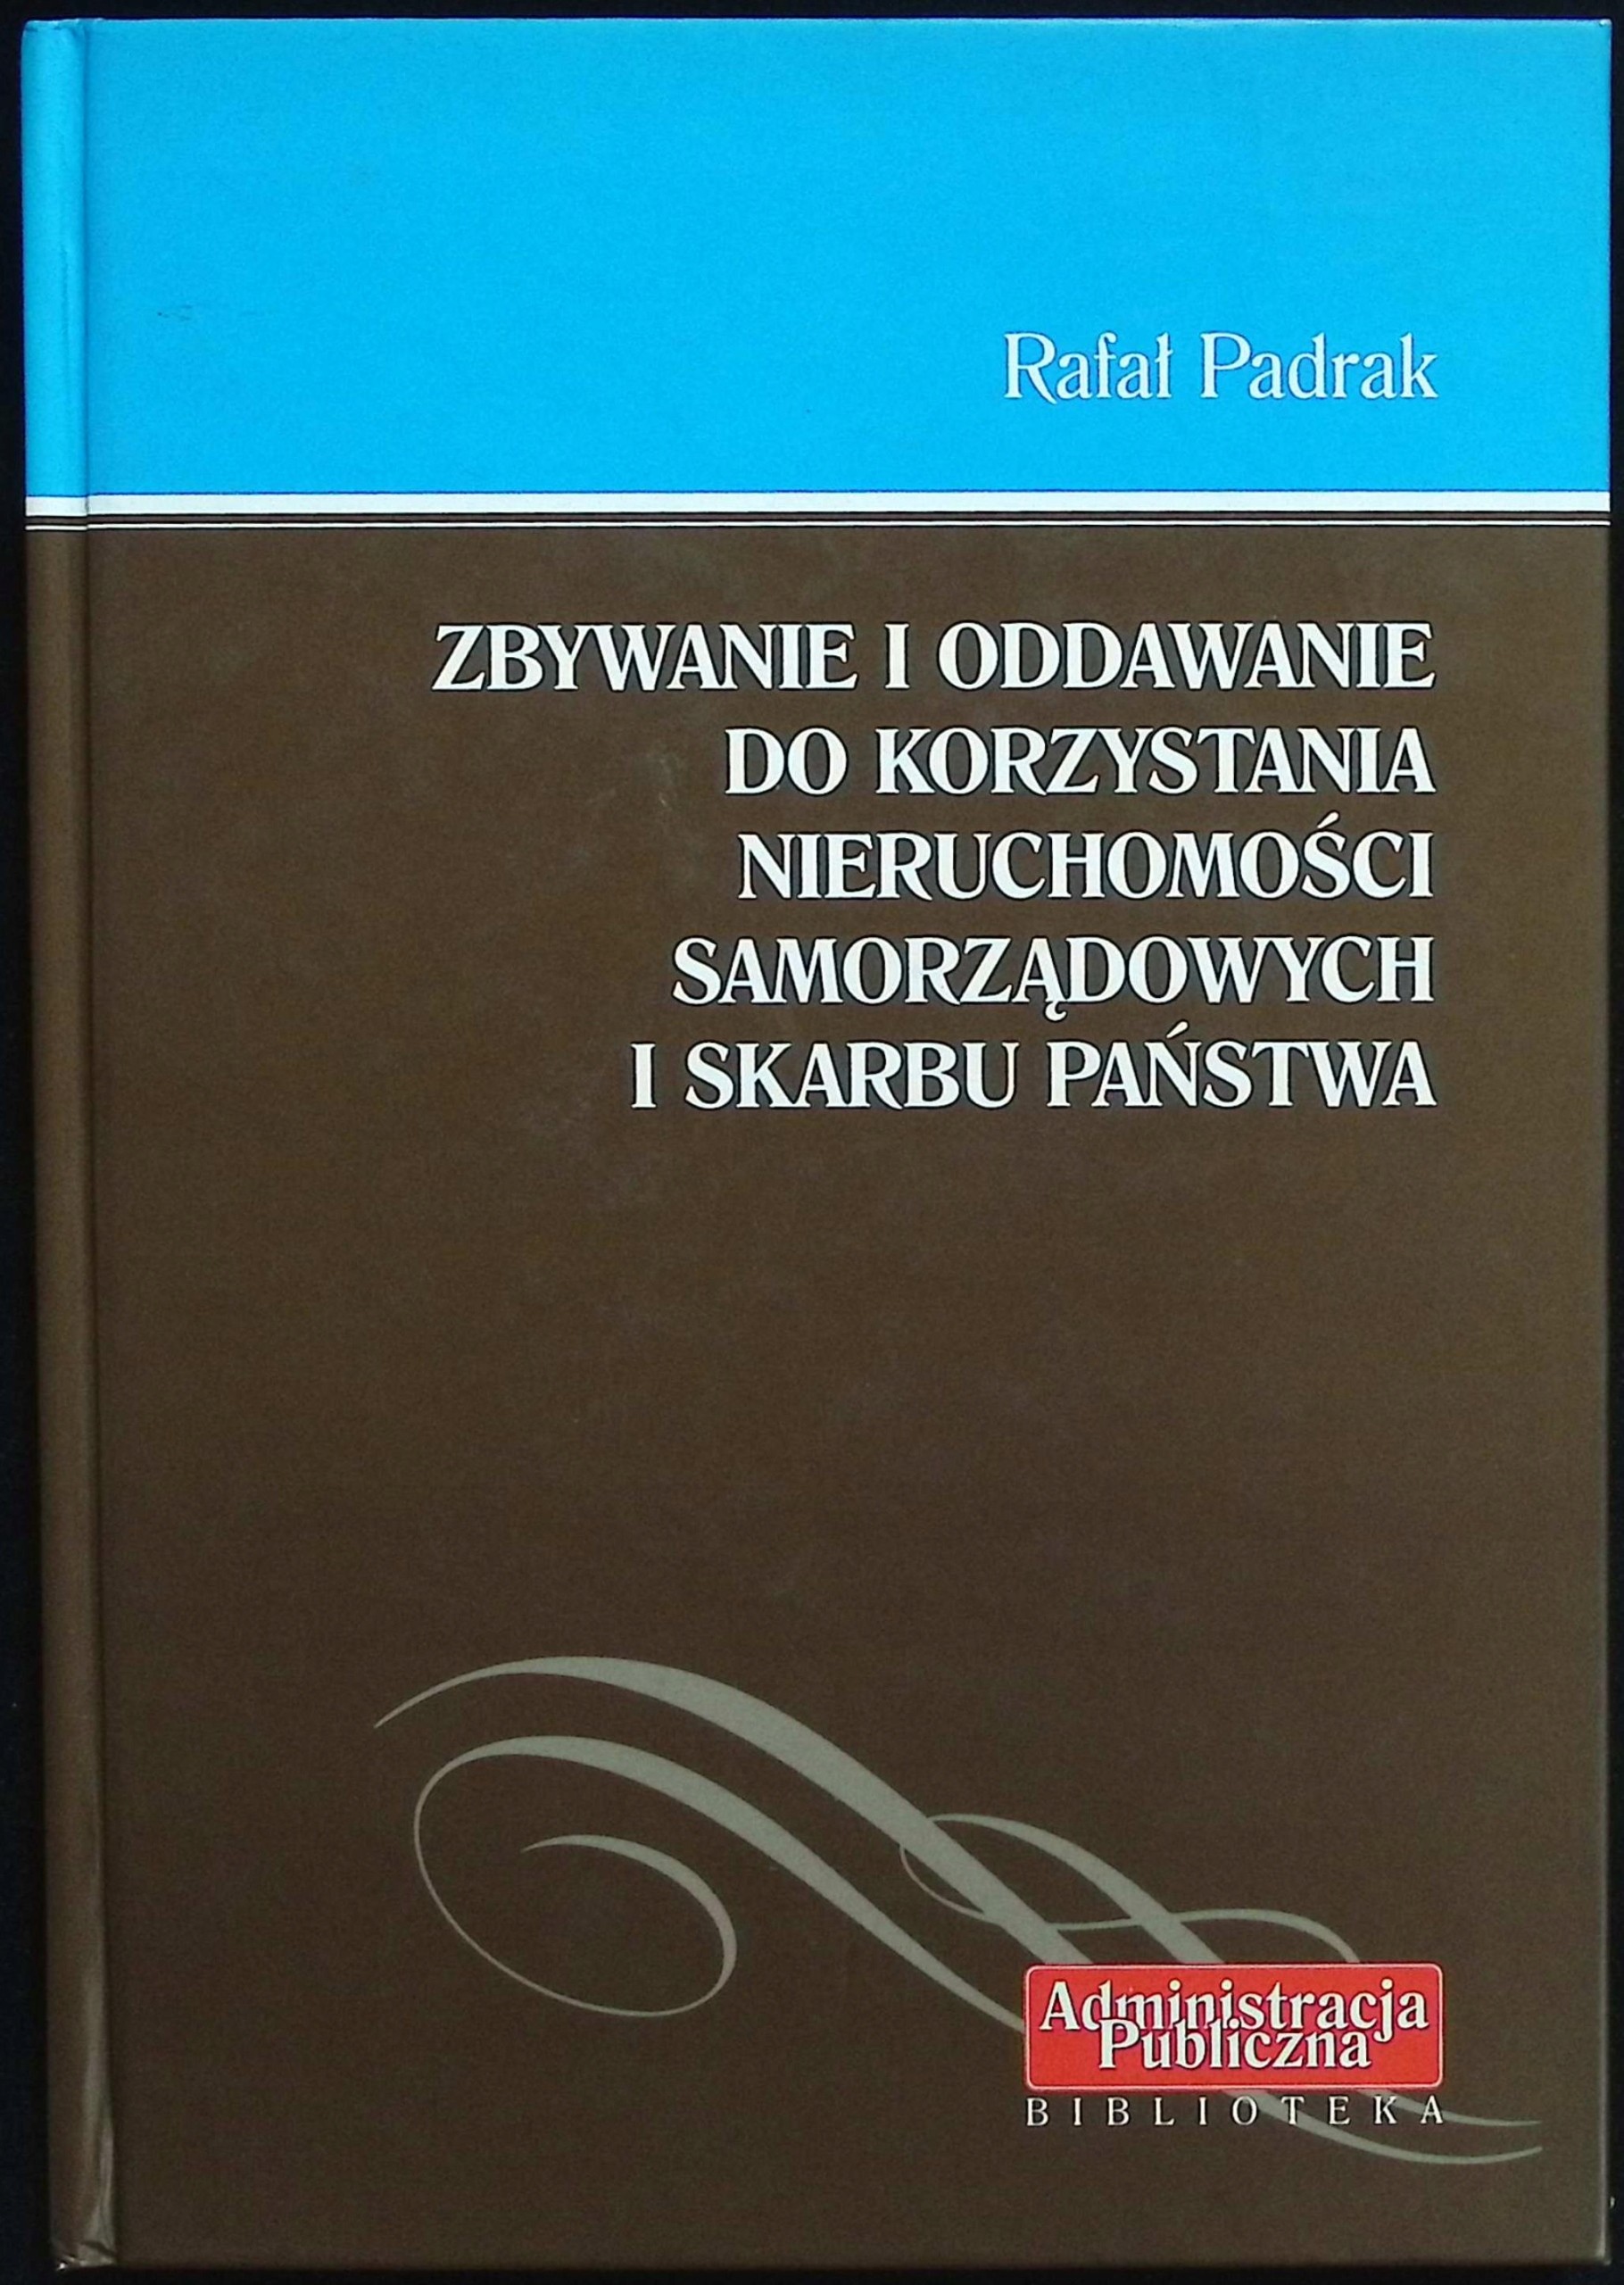 Rafał Padrak
ZBYWANIE I ODDAWANIE
DO KORZYSTANIA
NIERUCHOMOŚCI
SAMORZĄDOWYCH
I SKARBU PAŃSTWA
Administracja
Publiczna
BIBLIOTEKA